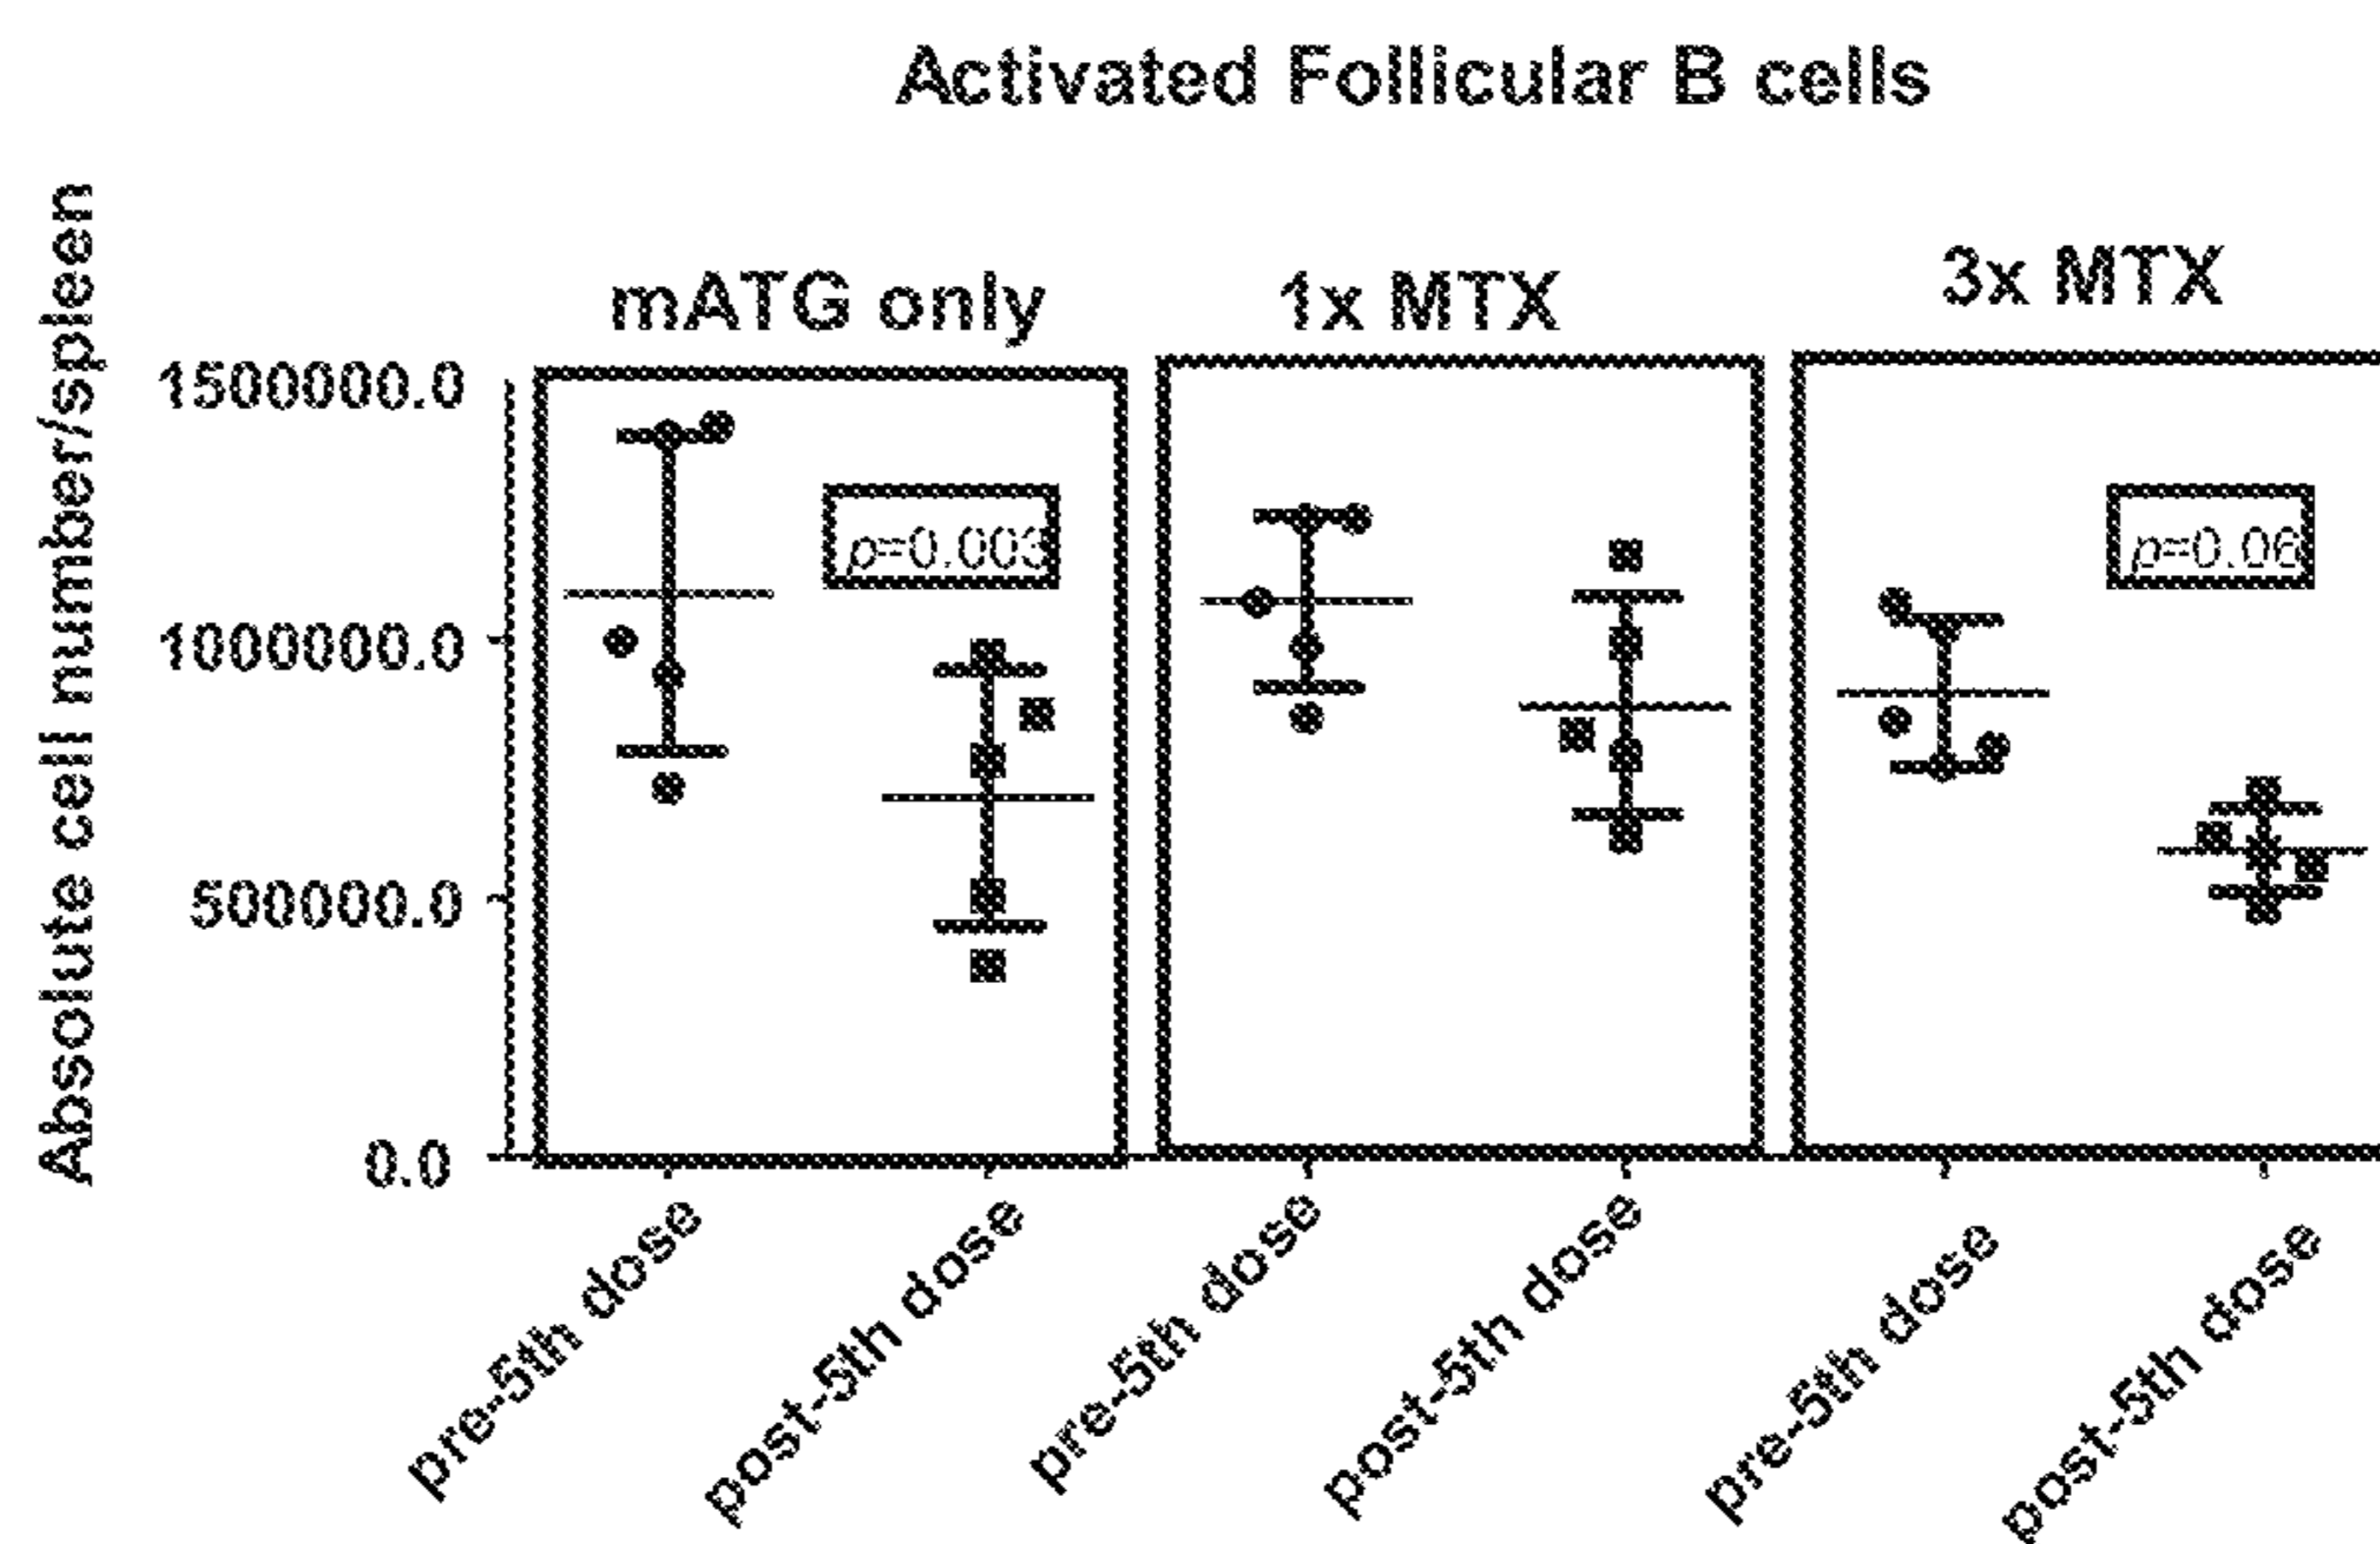 Activated Follicular B cells
mATG only
1x MTX
3x MTX
Absolute cell number/spleen
1500000.0
1000000.0
500000.0
0.0
p=0.003
p=0.06
pre-5th dose
post-5th dose
pre-5th dose
post-5th dose
pre-5th dose
post-5th dose